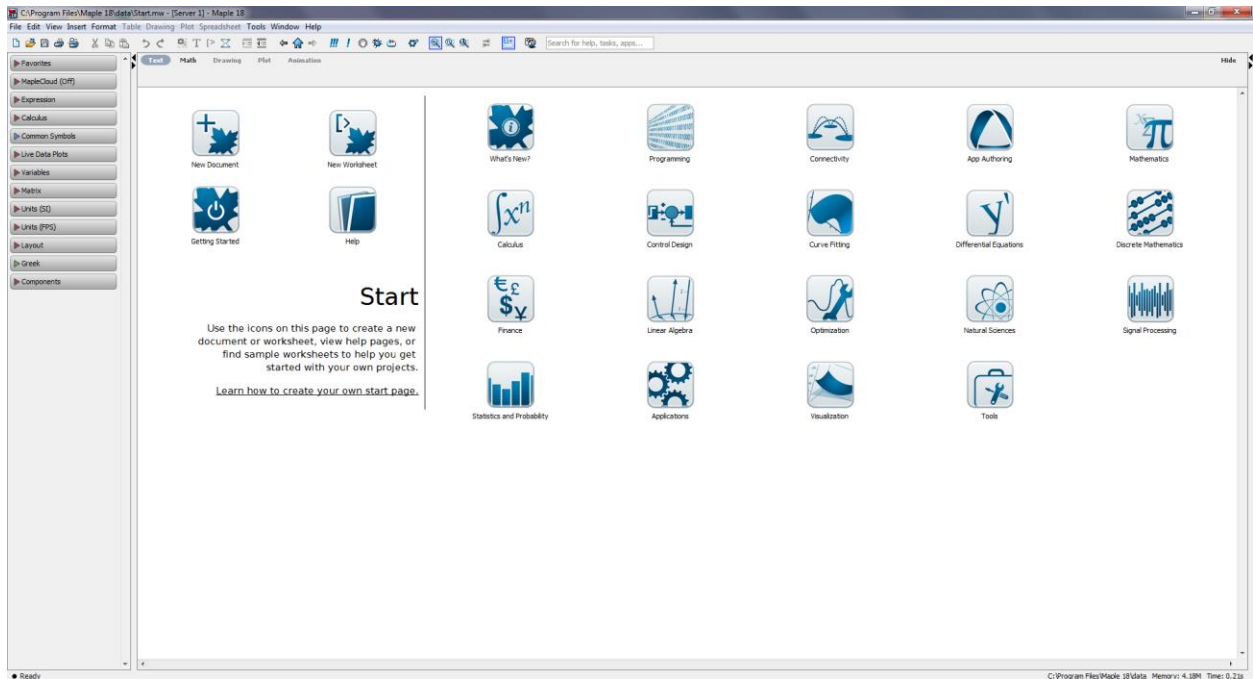 C:\Program Files\Maple 18\data\Start.mw - [Server 1] - Maple 18
File Edit View Insert Format Table Drawing Plot Spreadsheet Tools Window Help
Search for help, tasks, apps...
Favorites
MapleCloud (Off)
Expression
Calculus
Common Symbols
Live Data Plots
Variables
Matrix
Units (SI)
Units (FPS)
Layout
Greek
Components
Text Math Drawing Plot Animation Hide
New Document New Worksheet
Getting Started Help
Start
Use the icons on this page to create a new
document or worksheet, view help pages, or
find sample worksheets to help you get
started with your own projects.
Learn how to create your own start page.
What's New? Programming Connectivity App Authoring Mathematics
Calculus Control Design Curve Fitting Differential Equations Discrete Mathematics
Finance Linear Algebra Optimization Natural Sciences Signal Processing
Statistics and Probability Applications Visualization Tools
Ready C:\Program Files\Maple 18\data Memory: 4.18M Time: 0.21s